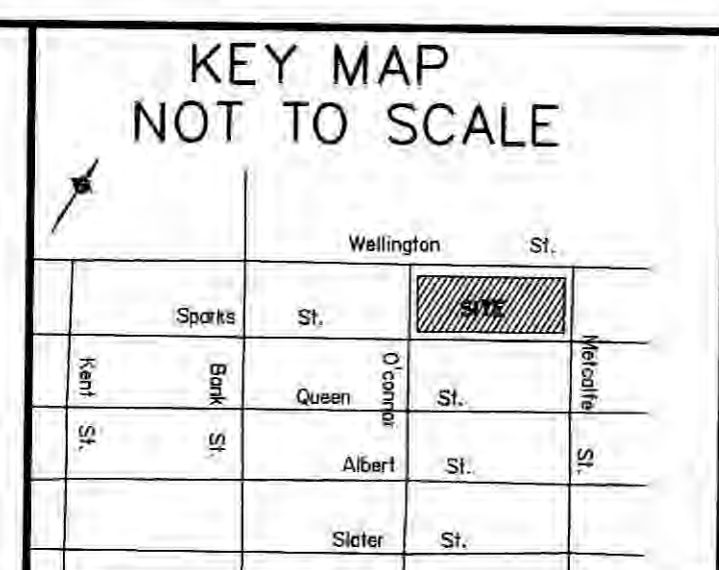 KEY MAP
NOT TO SCALE
Wellington St.
SITE
Sparks St.
Kent St.
Bank St.
O'connor
Metcalfe St.
Queen St.
Albert St.
Slater St.